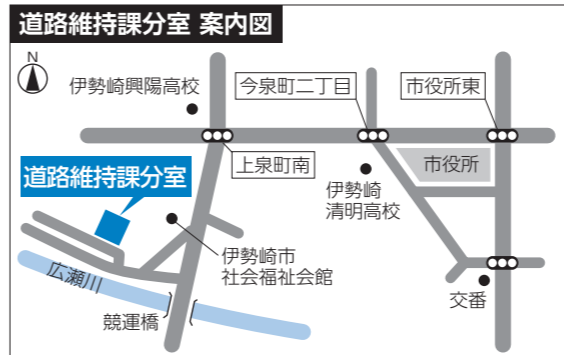 道路維持課分室 案内図
N
伊勢崎興陽高校
今泉町二丁目
市役所東
上泉町南
市役所
道路維持課分室
伊勢崎
清明高校
伊勢崎市
社会福祉会館
広瀬川
交番
競運橋